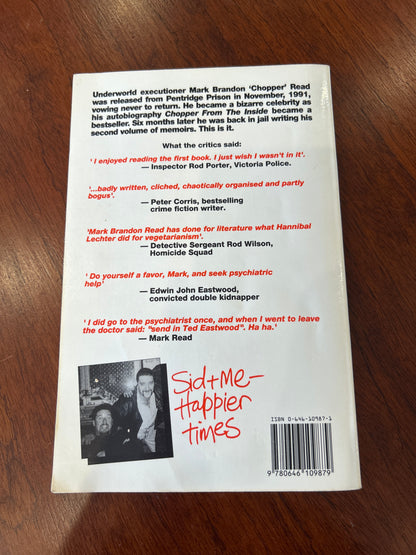 Underworld executioner Mark Brandon 'Chopper' Read
was released from Pentridge Prison in November, 1991,
vowing never to return. He became a bizarre celebrity as
his autobiography Chopper From The Inside became a
bestseller. Six months later he was back in jail writing his
second volume of memoirs. This is it.
What the critics said:
' I enjoyed reading the first book. I just wish I wasn't in it'.
— Inspector Rod Porter, Victoria Police.
'...badly written, cliched, chaotically organised and partly
bogus'.
— Peter Corris, bestselling
crime fiction writer.
'Mark Brandon Read has done for literature what Hannibal
Lechter did for vegetarianism'.
— Detective Sergeant Rod Wilson,
Homicide Squad
' Do yourself a favor, Mark, and seek psychiatric
help'
— Edwin John Eastwood,
convicted double kidnapper
' I did go to the psychiatrist once, and when I went to leave
the doctor said: "send in Ted Eastwood". Ha ha.'
— Mark Read
Sid+Me—
Happier
times
ISBN 0-646-10987-1
9 780646 109879